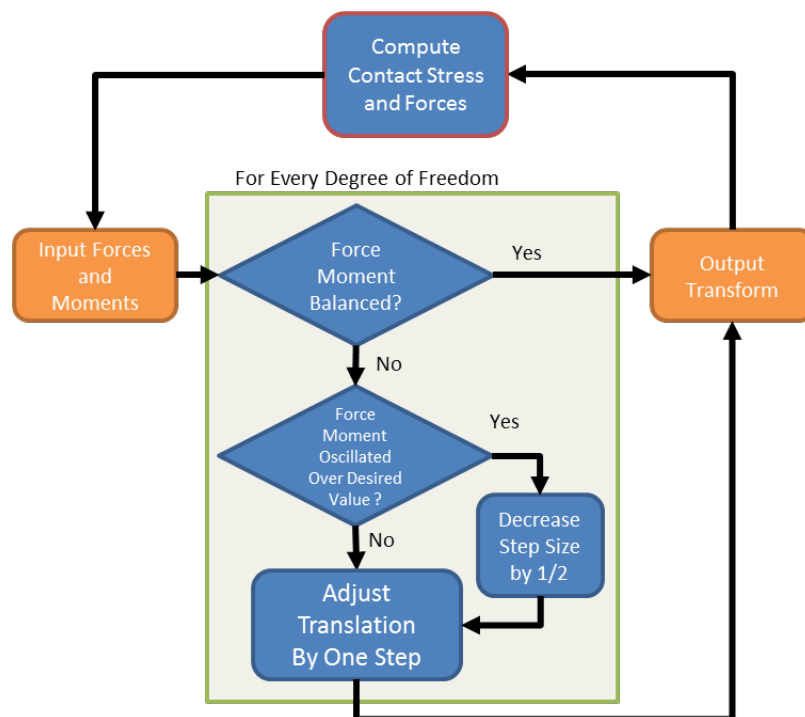 Compute
Contact Stress
and Forces
For Every Degree of Freedom
Input Forces
and
Moments
Force
Moment
Balanced?
Yes
Output
Transform
No
Force
Moment
Oscillated
Over Desired
Value ?
Yes
Decrease
Step Size
by 1/2
No
Adjust
Translation
By One Step